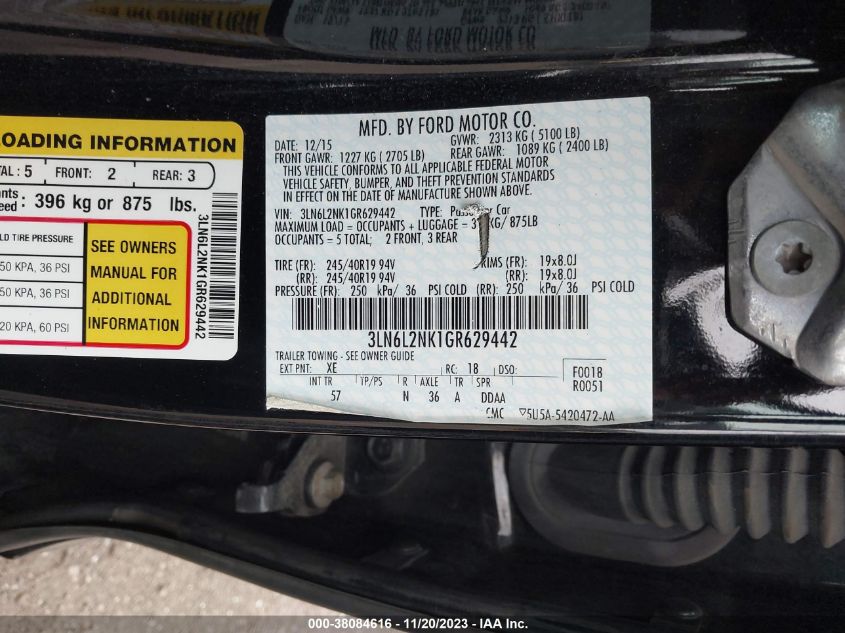 MFD. BY FORD MOTOR CO.
LOADING INFORMATION
TAL: 5 FRONT: 2 REAR: 3
396 kg or 875 lbs.
LD TIRE PRESSURE
50 KPA, 36 PSI
50 KPA, 36 PSI
20 KPA, 60 PSI
SEE OWNERS
MANUAL FOR
ADDITIONAL
INFORMATION
3LN6L2NK1GR629442
MFD. BY FORD MOTOR CO.
DATE: 12/15 GVWR: 2313 KG ( 5100 LB)
FRONT GAWR: 1227 KG ( 2705 LB) REAR GAWR: 1089 KG ( 2400 LB)
THIS VEHICLE CONFORMS TO ALL APPLICABLE FEDERAL MOTOR
VEHICLE SAFETY, BUMPER, AND THEFT PREVENTION STANDARDS
IN EFFECT ON THE DATE OF MANUFACTURE SHOWN ABOVE.
VIN: 3LN6L2NK1GR629442 TYPE: Car
MAXIMUM LOAD = OCCUPANTS + LUGGAGE = KG/ 875LB
OCCUPANTS = 5 TOTAL; 2 FRONT, 3 REAR
TIRE (FR): 245/40R19 94V RIMS (FR): 19x8.0J
(RR): 245/40R19 94V (RR): 19x8.0J
PRESSURE (FR): 250 kPa/ 36 PSI COLD (RR): 250 kPa/ 36 PSI COLD
3LN6L2NK1GR629442
TRAILER TOWING - SEE OWNER GUIDE
EXT PNT: XE RC: 18 DSO: F0018
R0051
INT TR TP/PS R AXLE TR SPR
57 N 36 A DDAA
CMC ▽5U5A-5420472-AA
000-38084616 - 11/20/2023 - IAA Inc.